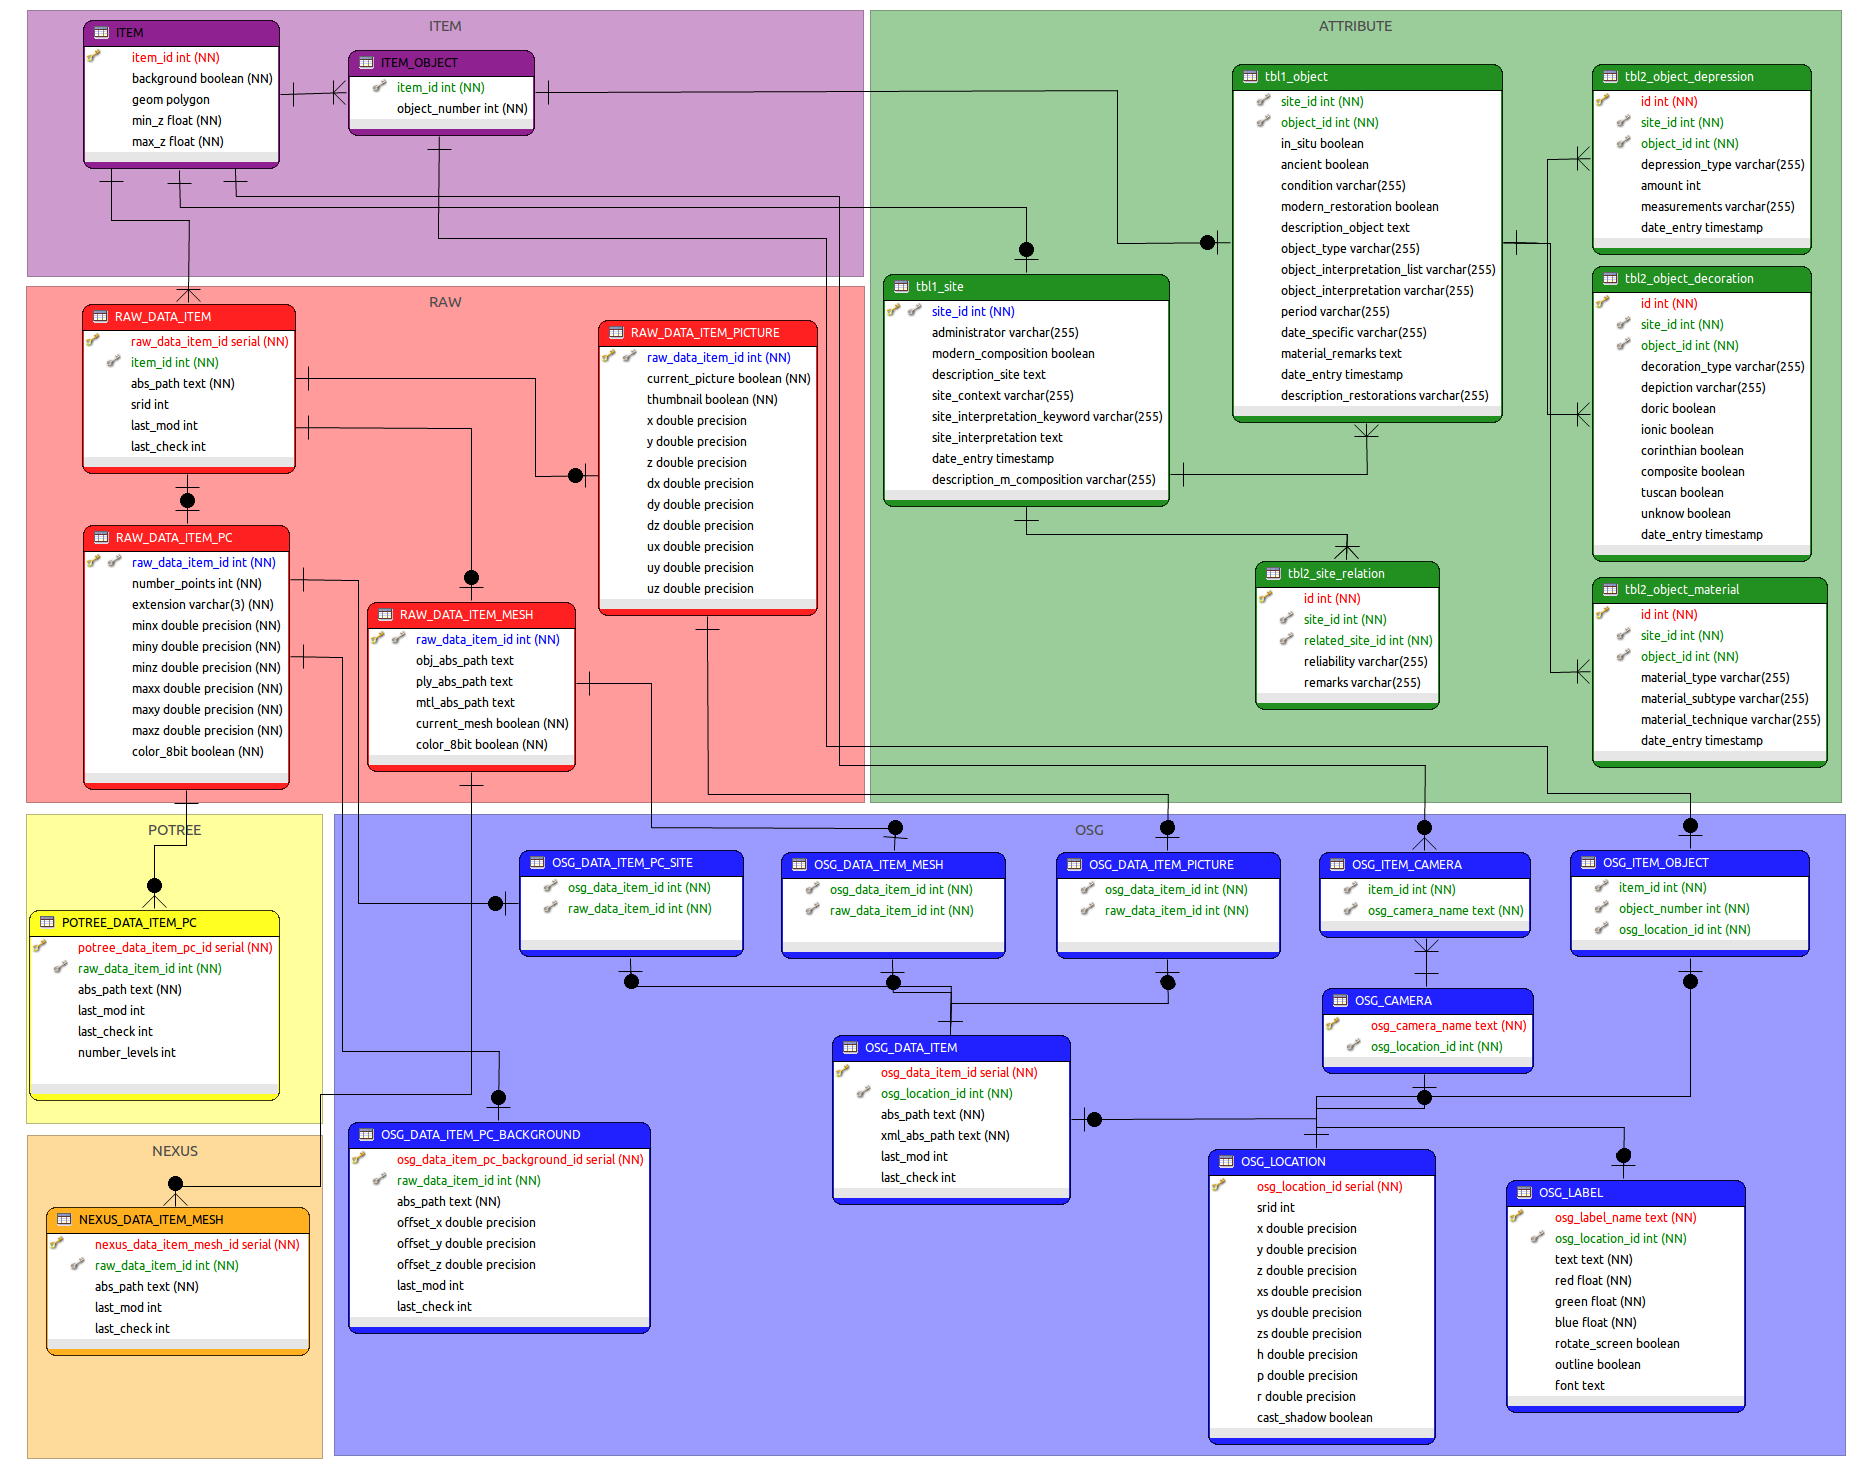 ITEM
ITEM
item_id int (NN)
background boolean (NN)
geom polygon
min_z float (NN)
max_z float (NN)
ITEM_OBJECT
item_id int (NN)
object_number int (NN)
ATTRIBUTE
tbl1_object
site_id int (NN)
object_id int (NN)
in_situ boolean
ancient boolean
condition varchar(255)
modern_restoration boolean
description_object text
object_type varchar(255)
object_interpretation_list varchar(255)
object_interpretation varchar(255)
period varchar(255)
date_specific varchar(255)
material_remarks text
date_entry timestamp
description_restorations varchar(255)
tbl2_object_depression
id int (NN)
site_id int (NN)
object_id int (NN)
depression_type varchar(255)
amount int
measurements varchar(255)
date_entry timestamp
tbl2_object_decoration
id int (NN)
site_id int (NN)
object_id int (NN)
decoration_type varchar(255)
depiction varchar(255)
doric boolean
ionic boolean
corinthian boolean
composite boolean
tuscan boolean
unknow boolean
date_entry timestamp
tbl1_site
site_id int (NN)
administrator varchar(255)
modern_composition boolean
description_site text
site_context varchar(255)
site_interpretation_keyword varchar(255)
site_interpretation text
date_entry timestamp
description_m_composition varchar(255)
tbl2_site_relation
id int (NN)
site_id int (NN)
related_site_id int (NN)
reliability varchar(255)
remarks varchar(255)
tbl2_object_material
id int (NN)
site_id int (NN)
object_id int (NN)
material_type varchar(255)
material_subtype varchar(255)
material_technique varchar(255)
date_entry timestamp
RAW
RAW_DATA_ITEM
raw_data_item_id serial (NN)
item_id int (NN)
abs_path text (NN)
srid int
last_mod int
last_check int
RAW_DATA_ITEM_PICTURE
raw_data_item_id int (NN)
current_picture boolean (NN)
thumbnail boolean (NN)
x double precision
y double precision
z double precision
dx double precision
dy double precision
dz double precision
ux double precision
uy double precision
uz double precision
RAW_DATA_ITEM_PC
raw_data_item_id int (NN)
number_points int (NN)
extension varchar(3) (NN)
minx double precision (NN)
miny double precision (NN)
minz double precision (NN)
maxx double precision (NN)
maxy double precision (NN)
maxz double precision (NN)
color_8bit boolean (NN)
RAW_DATA_ITEM_MESH
raw_data_item_id int (NN)
obj_abs_path text
ply_abs_path text
mtl_abs_path text
current_mesh boolean (NN)
color_8bit boolean (NN)
POTREE
POTREE_DATA_ITEM_PC
potree_data_item_pc_id serial (NN)
raw_data_item_id int (NN)
abs_path text (NN)
last_mod int
last_check int
number_levels int
NEXUS
NEXUS_DATA_ITEM_MESH
nexus_data_item_mesh_id serial (NN)
raw_data_item_id int (NN)
abs_path text (NN)
last_mod int
last_check int
OSG
OSG_DATA_ITEM_PC_SITE
osg_data_item_id int (NN)
raw_data_item_id int (NN)
OSG_DATA_ITEM_MESH
osg_data_item_id int (NN)
raw_data_item_id int (NN)
OSG_DATA_ITEM_PICTURE
osg_data_item_id int (NN)
raw_data_item_id int (NN)
OSG_ITEM_CAMERA
item_id int (NN)
osg_camera_name text (NN)
OSG_ITEM_OBJECT
item_id int (NN)
object_number int (NN)
osg_location_id int (NN)
OSG_CAMERA
osg_camera_name text (NN)
osg_location_id int (NN)
OSG_DATA_ITEM
osg_data_item_id serial (NN)
osg_location_id int (NN)
abs_path text (NN)
xml_abs_path text (NN)
last_mod int
last_check int
OSG_DATA_ITEM_PC_BACKGROUND
osg_data_item_pc_background_id serial (NN)
raw_data_item_id int (NN)
abs_path text (NN)
offset_x double precision
offset_y double precision
offset_z double precision
last_mod int
last_check int
OSG_LOCATION
osg_location_id serial (NN)
srid int
x double precision
y double precision
z double precision
xs double precision
ys double precision
zs double precision
h double precision
p double precision
r double precision
cast_shadow boolean
OSG_LABEL
osg_label_name text (NN)
osg_location_id int (NN)
text text (NN)
red float (NN)
green float (NN)
blue float (NN)
rotate_screen boolean
outline boolean
font text